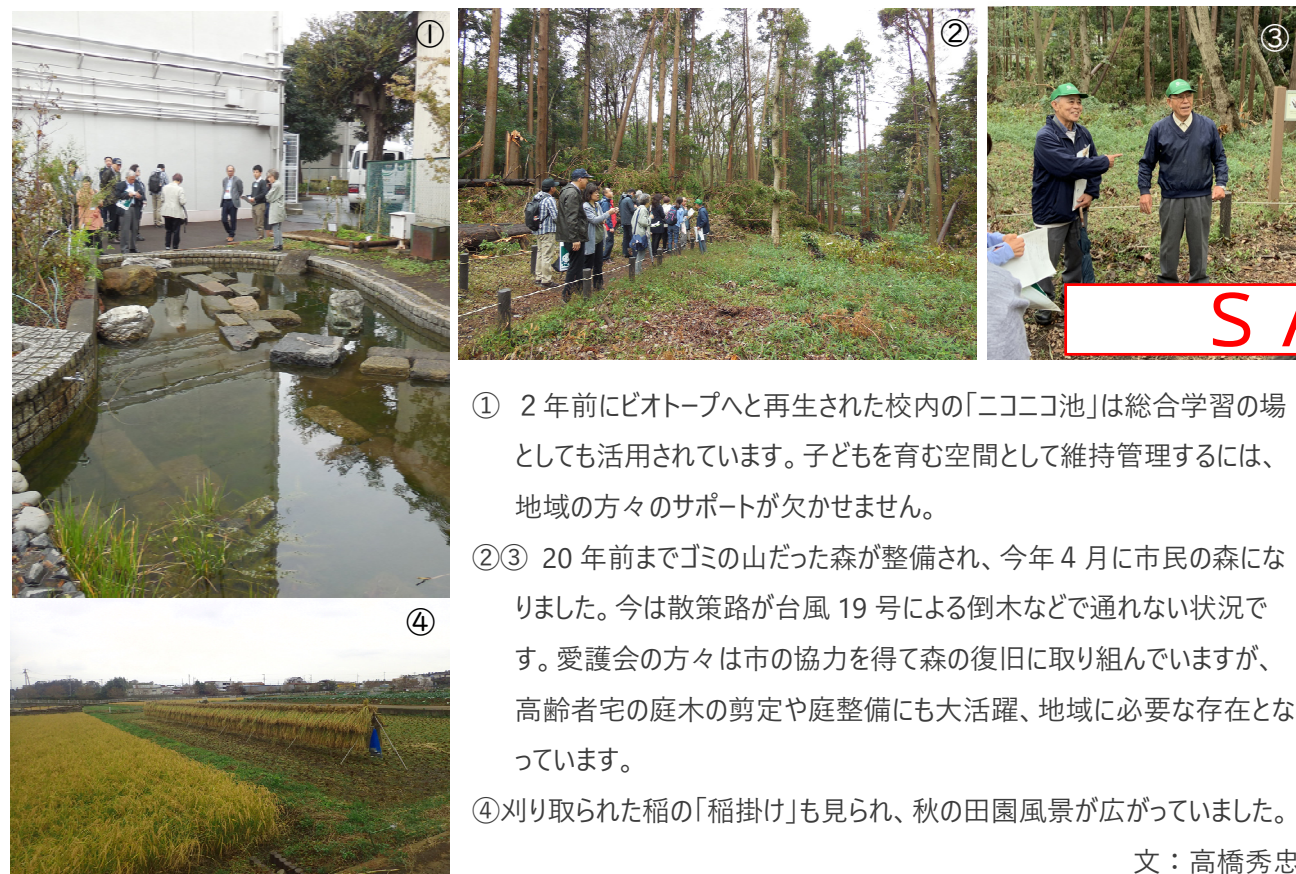 ①
②
③
S
① 2年前にビオトープへと再生された校内の「ニコニコ池」は総合学習の場
としても活用されています。子どもを育む空間として維持管理するには、
地域の方々のサポートが欠かせません。
②③ 20年前までゴミの山だった森が整備され、今年4月に市民の森にな
りました。今は散策路が台風19号による倒木などで通れない状況で
す。愛護会の方々は市の協力を得て森の復旧に取り組んでいますが、
高齢者宅の庭木の剪定や庭整備にも大活躍、地域に必要な存在とな
っています。
④
④刈り取られた稲の「稲掛け」も見られ、秋の田園風景が広がっていました。
文：高橋秀忠